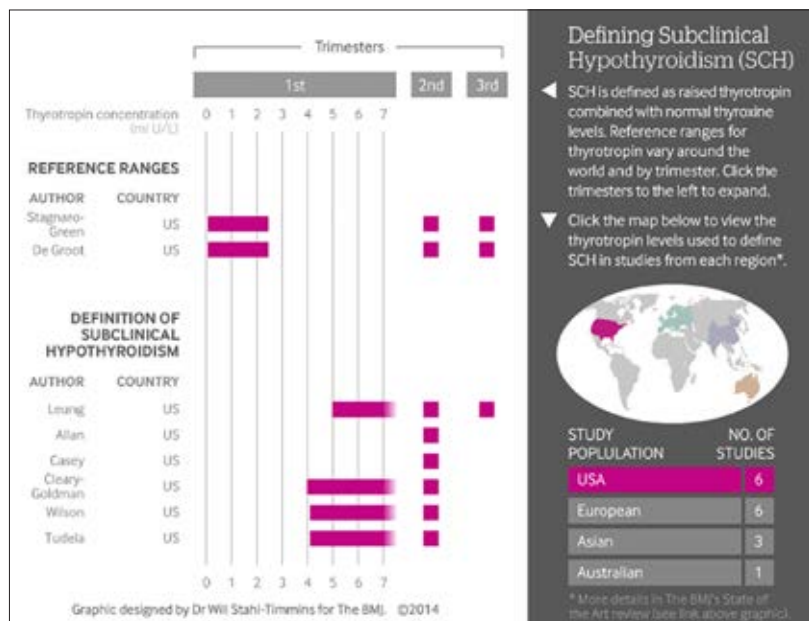 Trimesters
1st 2nd 3rd
Thyrotropin concentration 0 1 2 3 4 5 6 7
(ml U/L)
REFERENCE RANGES
AUTHOR COUNTRY
Stagnaro-
Green US
De Groot US
DEFINITION OF
SUBCLINICAL
HYPOTHYROIDISM
AUTHOR COUNTRY
Leung US
Allan US
Casey US
Cleary-
Goldman US
Wilson US
Tudela US
0 1 2 3 4 5 6 7
Graphic designed by Dr Will Stahl-Timmins for The BMJ. ©2014
Defining Subclinical
Hypothyroidism (SCH)
SCH is defined as raised thyrotropin
combined with normal thyroxine
levels. Reference ranges for
thyrotropin vary around the
world and by trimester. Click the
trimesters to the left to expand.
Click the map below to view the
thyrotropin levels used to define
SCH in studies from each region*.
STUDY NO. OF
POPLULATION STUDIES
USA 6
European 6
Asian 3
Australian 1
* More details in The BMJ's State of
the Art review (see link above graphic).